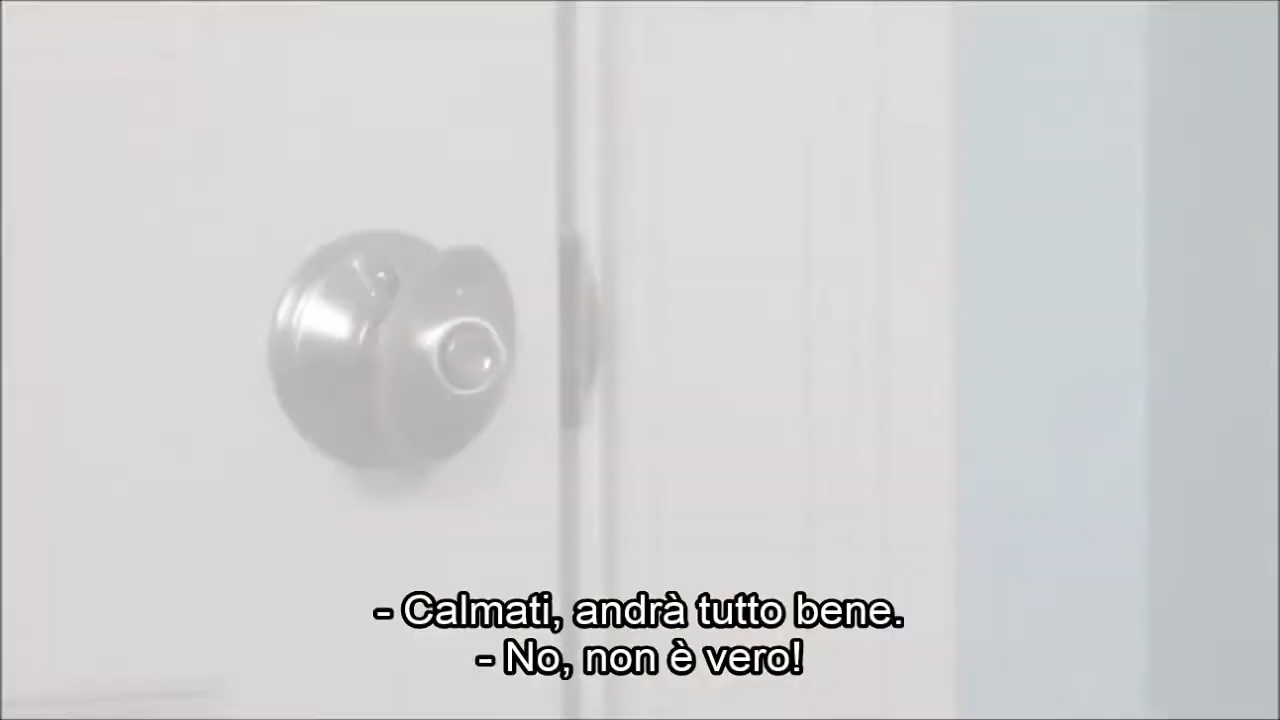 - Calmati, andrà tutto bene.
- No, non è vero!